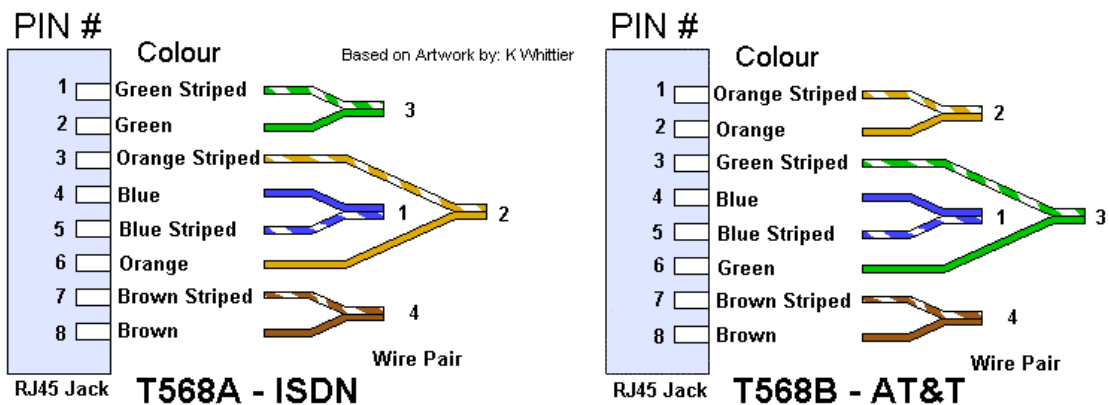 PIN #
Colour
Based on Artwork by: K Whittier
1 Green Striped
2 Green
3
3 Orange Striped
4 Blue
1
2
5 Blue Striped
6 Orange
7 Brown Striped
4
8 Brown
Wire Pair
RJ45 Jack
T568A - ISDN
PIN #
Colour
1 Orange Striped
2
2 Orange
3 Green Striped
4 Blue
1
3
5 Blue Striped
6 Green
7 Brown Striped
4
8 Brown
Wire Pair
RJ45 Jack
T568B - AT&T